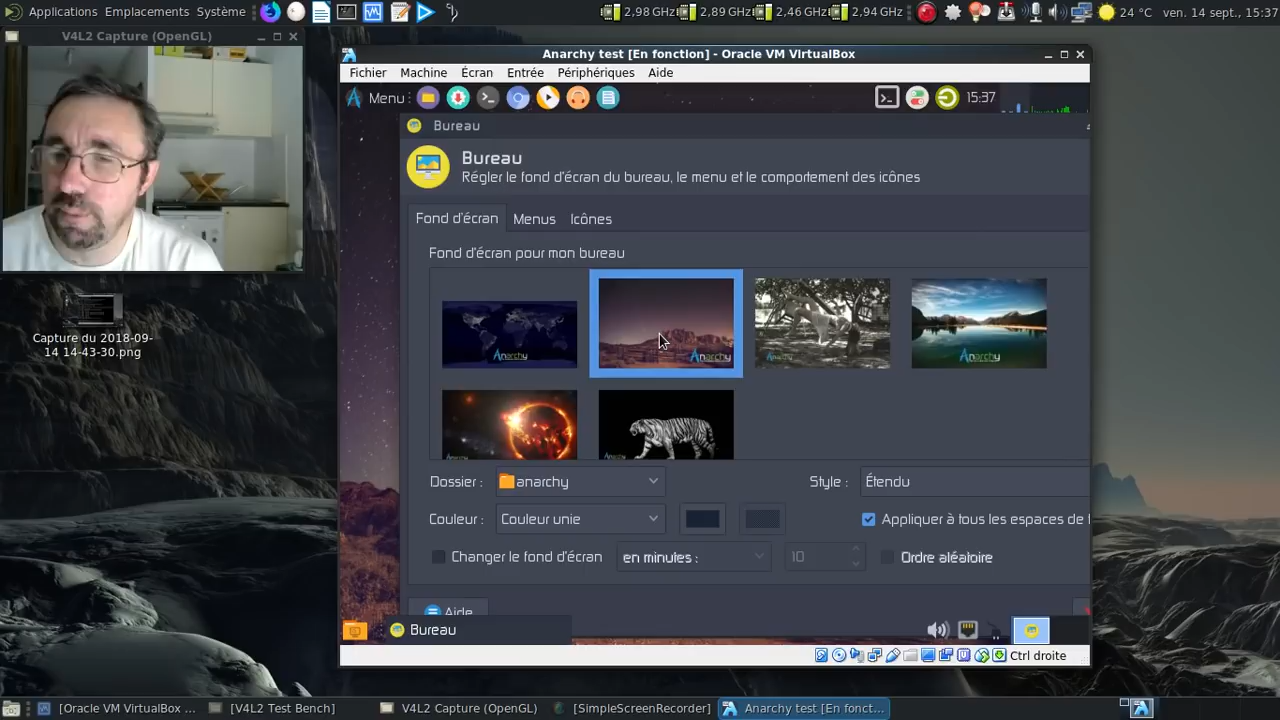 Applications Emplacements Système 2,98 GHz 2,89 GHz 2,46 GHz 2,94 GHz 24 °C ven. 14 sept., 15:37
V4L2 Capture (OpenGL)
Anarchy test [En fonction] - Oracle VM VirtualBox
Fichier Machine Écran Entrée Périphériques Aide
Menu 15:37
Bureau
Bureau
Régler le fond d'écran du bureau, le menu et le comportement des icônes
Fond d'écran Menus Icônes
Fond d'écran pour mon bureau
Anarchy Anarchy Anarchy Anarchy
Capture du 2018-09-
14 14-43-30.png
Dossier : anarchy Style : Étendu
Couleur : Couleur unie Appliquer à tous les espaces de
Changer le fond d'écran en minutes : 10 Ordre aléatoire
Aide
Bureau
Ctrl droite
[Oracle VM VirtualBox ... [V4L2 Test Bench] V4L2 Capture (OpenGL) [SimpleScreenRecorder] Anarchy test [En fonct...